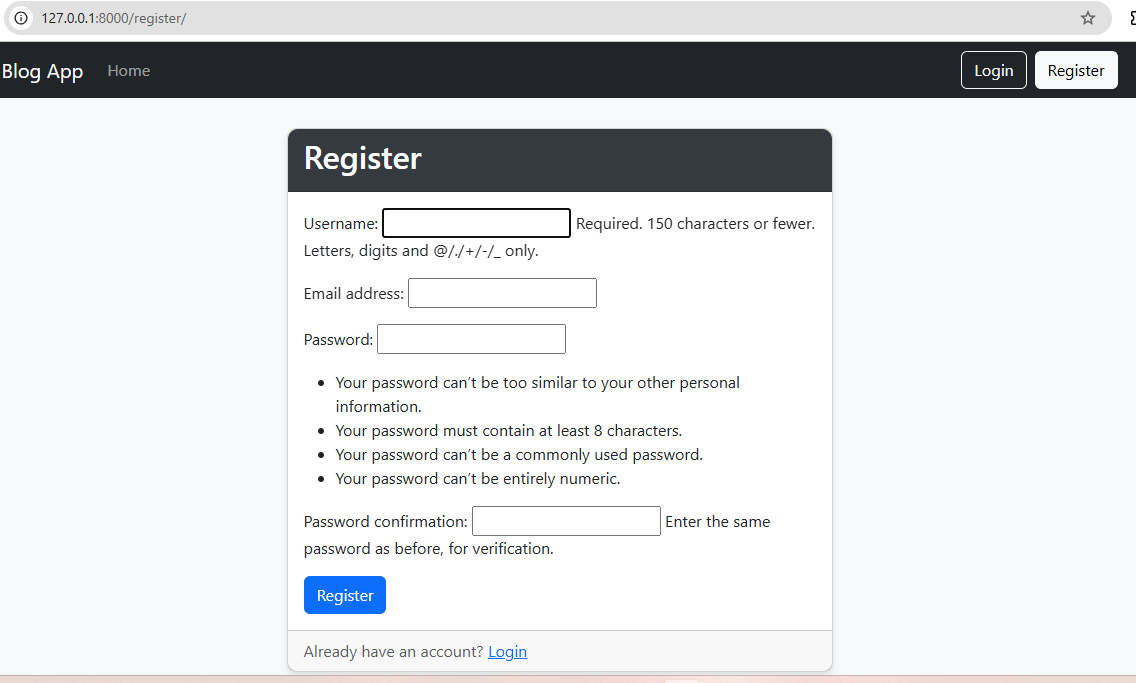 127.0.0.1:8000/register/
Blog App Home Login Register
Register
Username: Required. 150 characters or fewer.
Letters, digits and @/./+/-/_ only.
Email address:
Password:
• Your password can’t be too similar to your other personal
information.
• Your password must contain at least 8 characters.
• Your password can’t be a commonly used password.
• Your password can’t be entirely numeric.
Password confirmation: Enter the same
password as before, for verification.
Register
Already have an account? Login